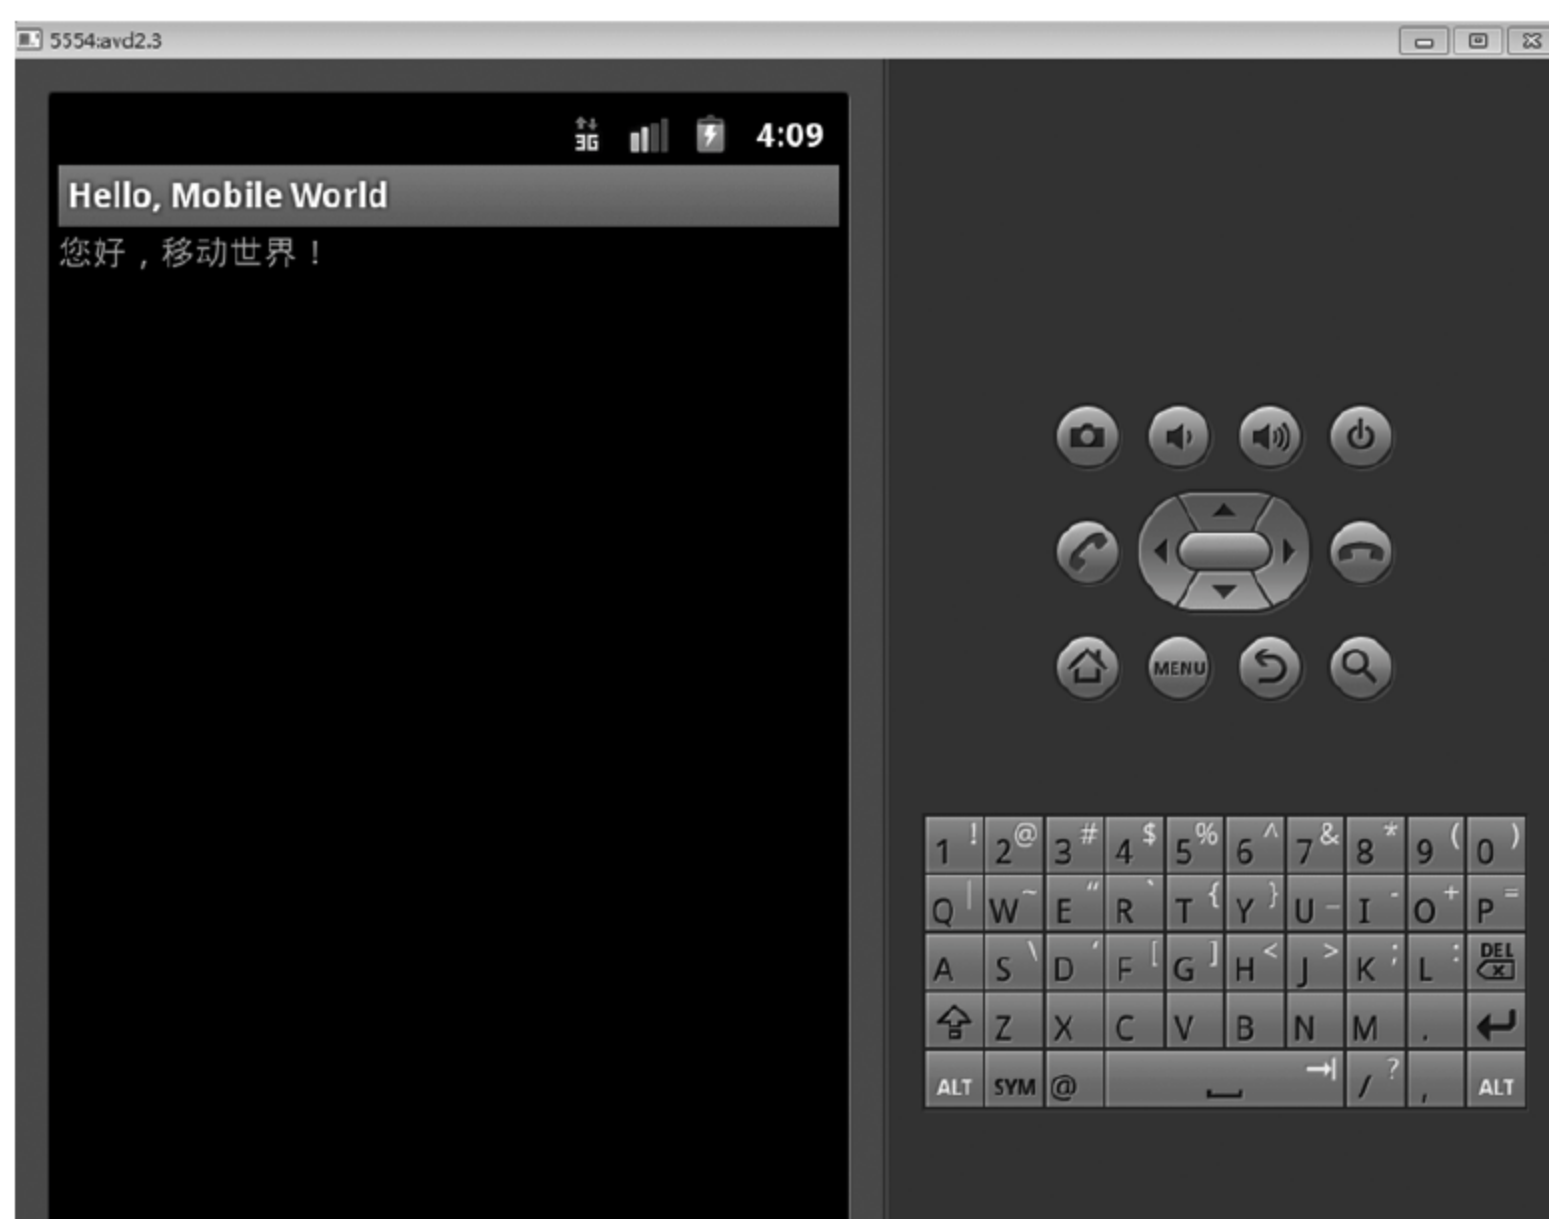 5554:avd2.3
3G 4:09
Hello, Mobile World
您好，移动世界！
MENU
1 ! 2 @ 3 # 4 $ 5 % 6 ^ 7 & 8 * 9 ( 0 )
Q | W ~ E “ R ` T { Y } U _ I - O + P =
A S \ D ‘ F [ G ] H < J > K ; L : DEL
Z X C V B N M .
ALT SYM @ / ? , ALT